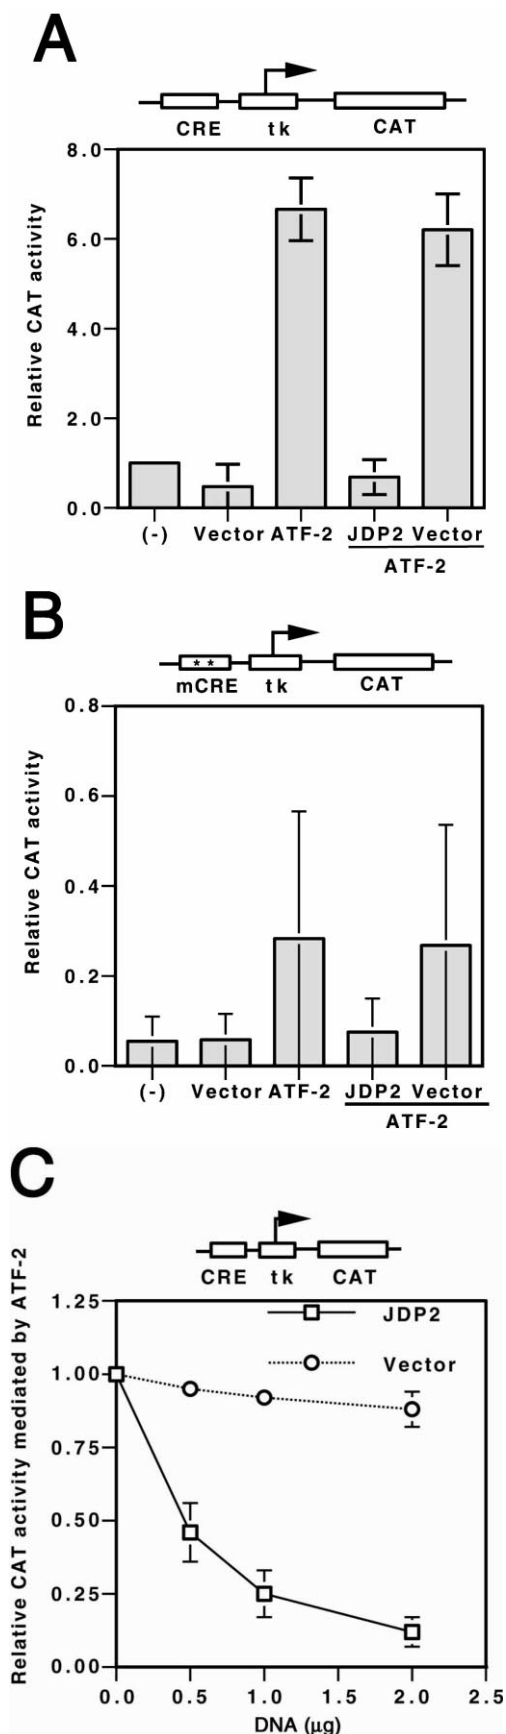 A
CRE tk CAT
Relative CAT activity
8.0
6.0
4.0
2.0
0.0
(-) Vector ATF-2 JDP2 Vector
ATF-2
B
* *
mCRE tk CAT
Relative CAT activity
0.8
0.6
0.4
0.2
0.0
(-) Vector ATF-2 JDP2 Vector
ATF-2
C
CRE tk CAT
Relative CAT activity mediated by ATF-2
1.25
1.00
0.75
0.50
0.25
0.00
JDP2
Vector
0.0 0.5 1.0 1.5 2.0 2.5
DNA (μg)